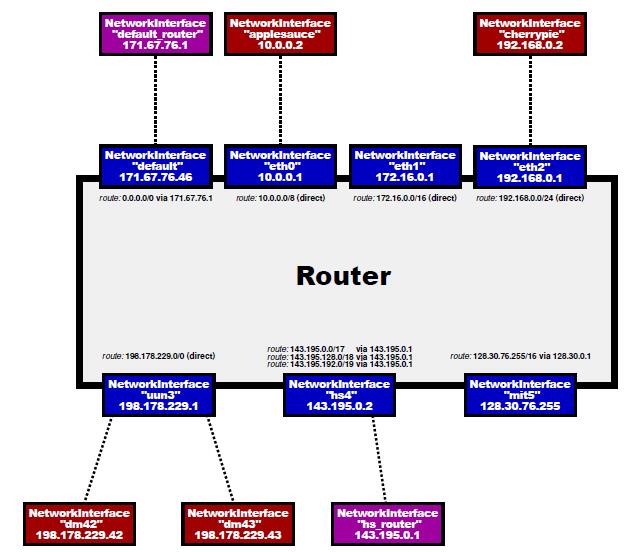 NetworkInterface
"default_router"
171.67.76.1
NetworkInterface
"applesauce"
10.0.0.2
NetworkInterface
"cherrypie"
192.168.0.2
NetworkInterface
"default"
171.67.76.46
NetworkInterface
"eth0"
10.0.0.1
NetworkInterface
"eth1"
172.16.0.1
NetworkInterface
"eth2"
192.168.0.1
route: 0.0.0.0/0 via 171.67.76.1
route: 10.0.0.0/8 (direct)
route: 172.16.0.0/16 (direct)
route: 192.168.0.0/24 (direct)
Router
route: 198.178.229.0/0 (direct)
route: 143.195.0.0/17 via 143.195.0.1
route: 143.195.128.0/18 via 143.195.0.1
route: 143.195.192.0/19 via 143.195.0.1
route: 128.30.76.255/16 via 128.30.0.1
NetworkInterface
"uun3"
198.178.229.1
NetworkInterface
"hs4"
143.195.0.2
NetworkInterface
"mit5"
128.30.76.255
NetworkInterface
"dm42"
198.178.229.42
NetworkInterface
"dm43"
198.178.229.43
NetworkInterface
"hs_router"
143.195.0.1